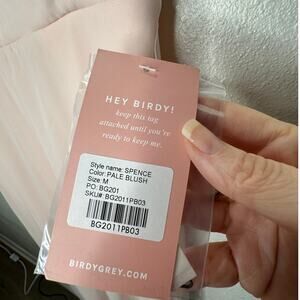 HEY BIRDY!
keep this tag
attached until you're
ready to keep me.
Style name: SPENCE
Color: PALE BLUSH
Size: M
PO: BG201
SKU#: BG2011PB03
BG2011PB03
BIRDYGREY.COM